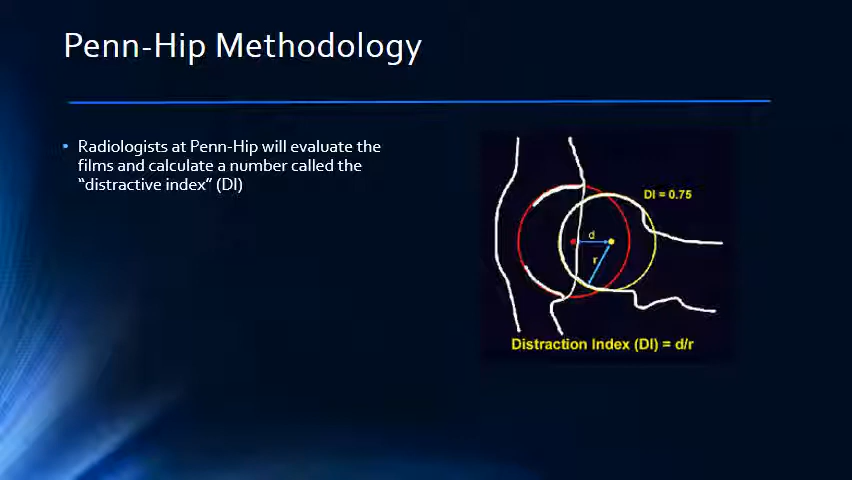 Penn-Hip Methodology
• Radiologists at Penn-Hip will evaluate the
films and calculate a number called the
“distractive index” (DI)
DI = 0.75
d
r
Distraction Index (DI) = d/r